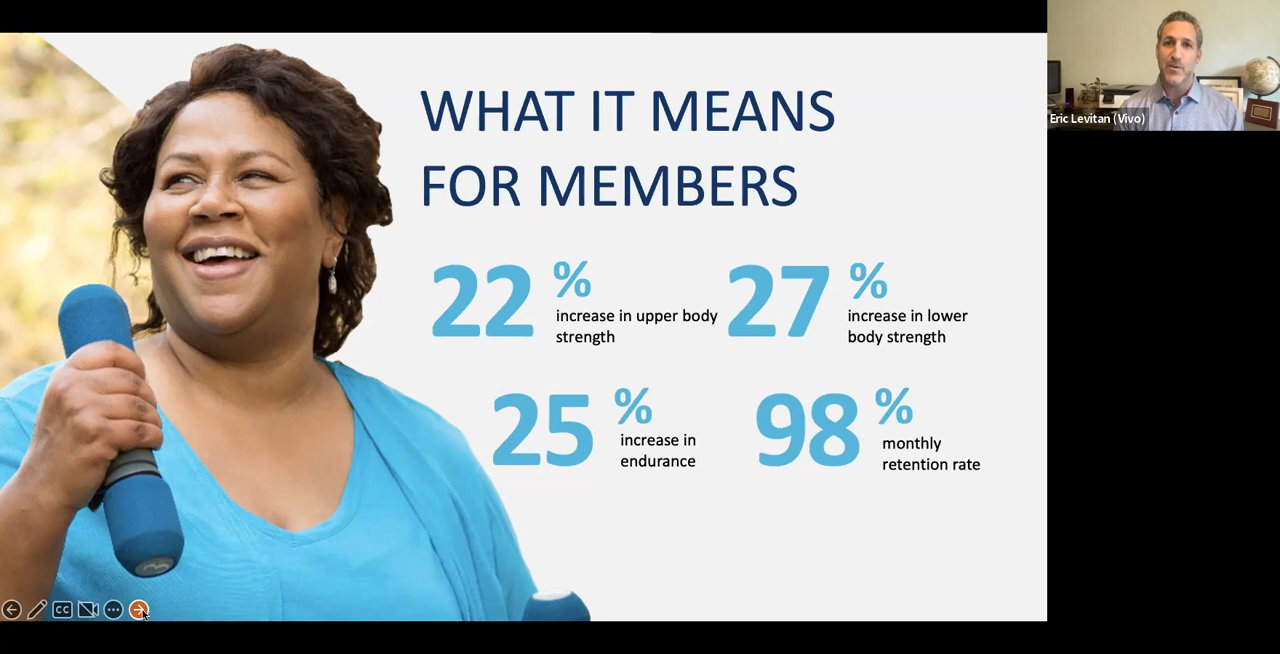 WHAT IT MEANS
FOR MEMBERS
22 %
increase in upper body
strength
27 %
increase in lower
body strength
25 %
increase in
endurance
98 %
monthly
retention rate
Eric Levitan (Vivo)
CC